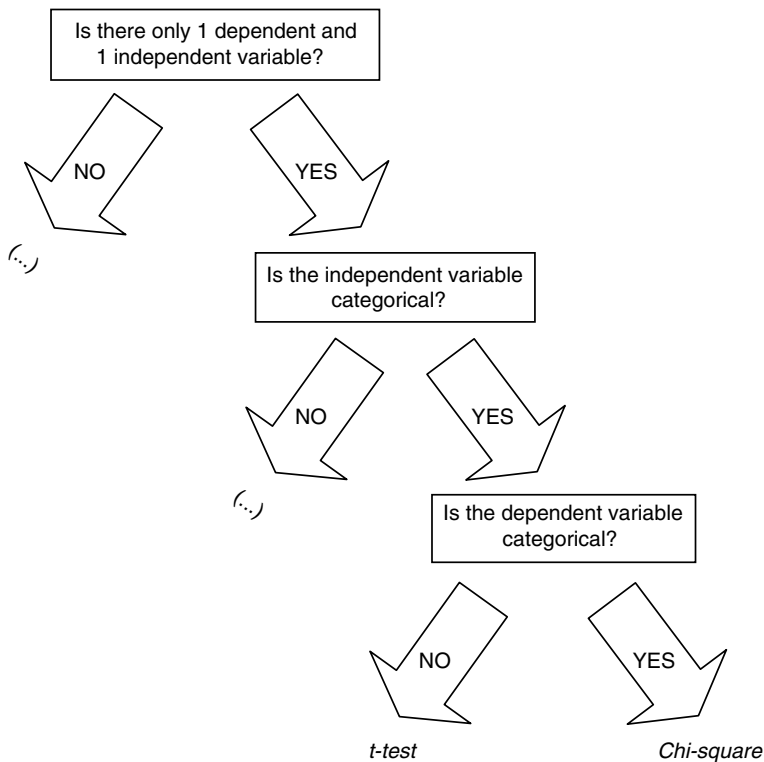 Is there only 1 dependent and
1 independent variable?
NO
YES
(...)
Is the independent variable
categorical?
NO
YES
(...)
Is the dependent variable
categorical?
NO
YES
t-test
Chi-square